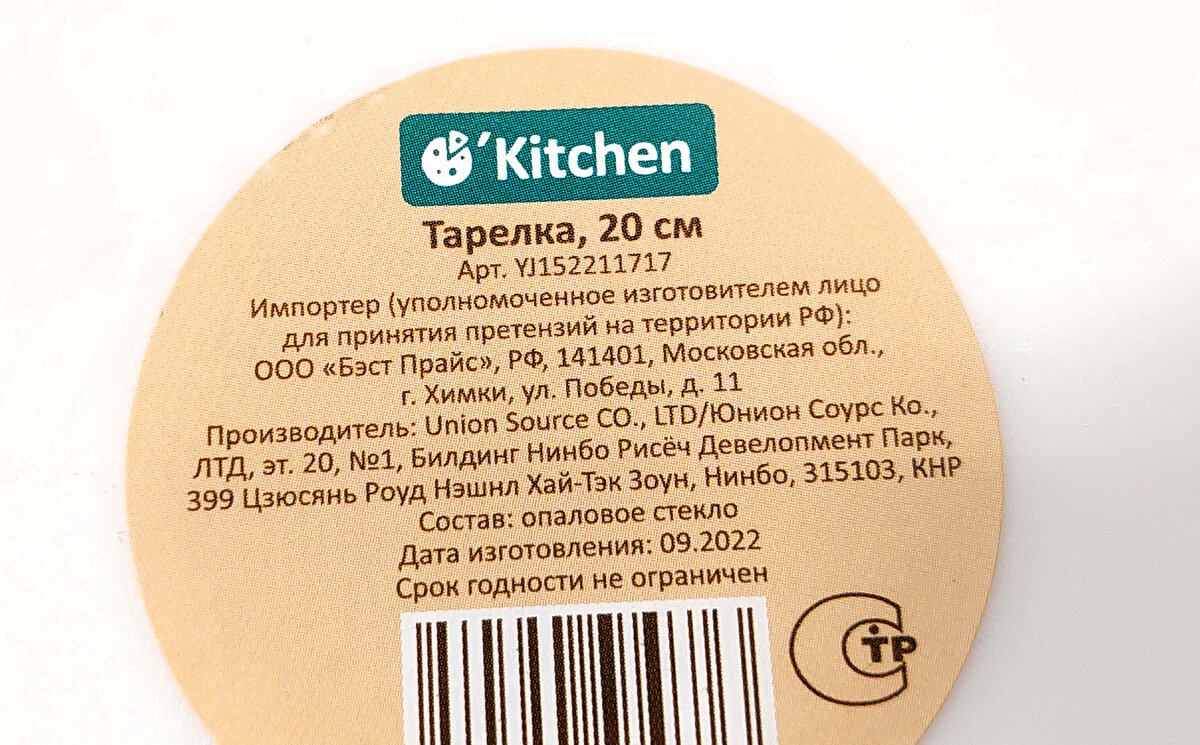 'Kitchen
Тарелка, 20 см
Арт. YJ152211717
Импортер (уполномоченное изготовителем лицо
для принятия претензий на территории РФ):
ООО «Бэст Прайс», РФ, 141401, Московская обл.,
г. Химки, ул. Победы, д. 11
Производитель: Union Source CO., LTD/Юнион Соурс Ко.,
ЛТД, эт. 20, №1, Билдинг Нинбо Рисёч Девелопмент Парк,
399 Цзюсянь Роуд Нэшнл Хай-Тэк Зоун, Нинбо, 315103, КНР
Состав: опаловое стекло
Дата изготовления: 09.2022
Срок годности не ограничен
СТР